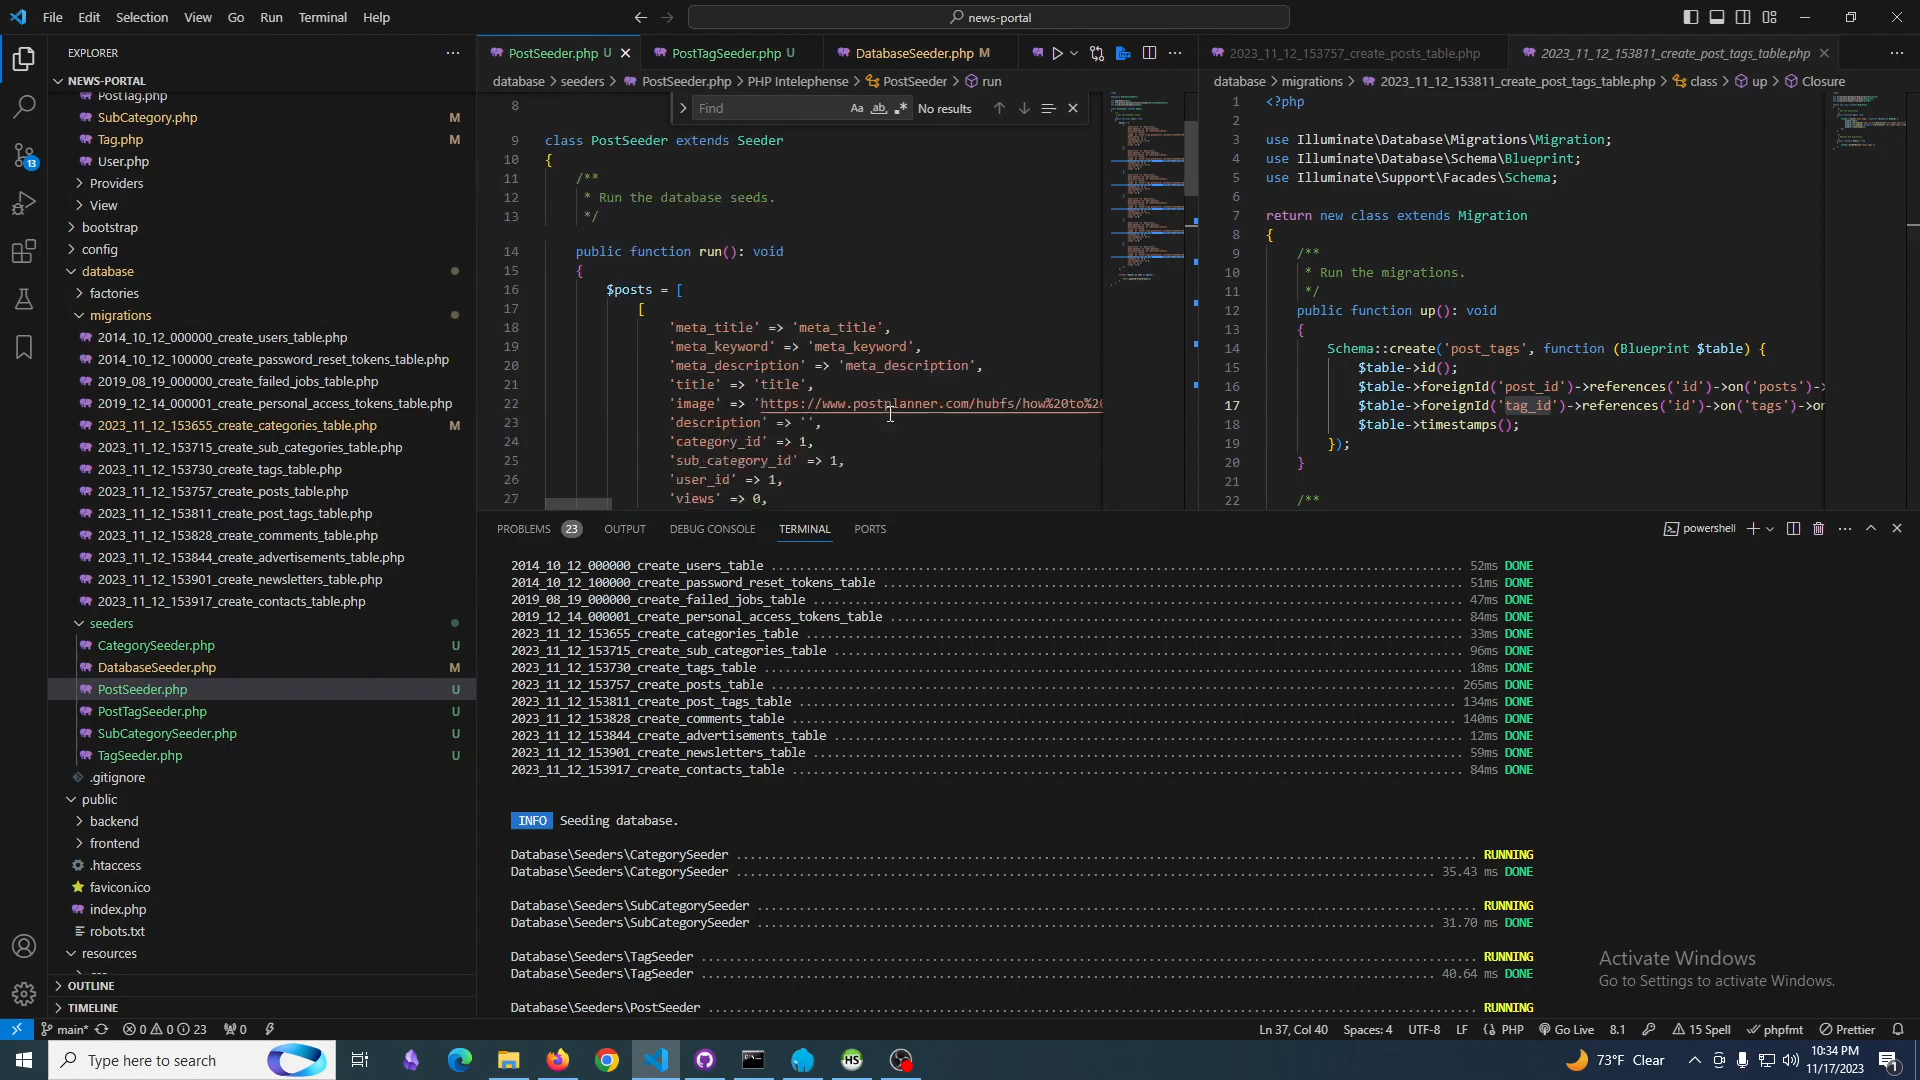 File Edit Selection View Go Run Terminal Help
news-portal
EXPLORER
NEWS-PORTAL
PostTag.php
SubCategory.php M
Tag.php M
User.php
Providers
View
bootstrap
config
database
factories
migrations
2014_10_12_000000_create_users_table.php
2014_10_12_100000_create_password_reset_tokens_table.php
2019_08_19_000000_create_failed_jobs_table.php
2019_12_14_000001_create_personal_access_tokens_table.php
2023_11_12_153655_create_categories_table.php M
2023_11_12_153715_create_sub_categories_table.php
2023_11_12_153730_create_tags_table.php
2023_11_12_153757_create_posts_table.php
2023_11_12_153811_create_post_tags_table.php
2023_11_12_153828_create_comments_table.php
2023_11_12_153844_create_advertisements_table.php
2023_11_12_153901_create_newsletters_table.php
2023_11_12_153917_create_contacts_table.php
seeders
CategorySeeder.php U
DatabaseSeeder.php M
PostSeeder.php U
PostTagSeeder.php U
SubCategorySeeder.php U
TagSeeder.php U
.gitignore
public
backend
frontend
.htaccess
favicon.ico
index.php
robots.txt
resources
OUTLINE
TIMELINE
13
PostSeeder.php U PostTagSeeder.php U DatabaseSeeder.php M
database > seeders > PostSeeder.php > PHP Intelephense > PostSeeder > run
Find Aa ab No results
8
9 class PostSeeder extends Seeder
10 {
11 /**
12 * Run the database seeds.
13 */
14 public function run(): void
15 {
16 $posts = [
17 [
18 'meta_title' => 'meta_title',
19 'meta_keyword' => 'meta_keyword',
20 'meta_description' => 'meta_description',
21 'title' => 'title',
22 'image' => 'https://www.postplanner.com/hubfs/how%20to%20
23 'description' => '',
24 'category_id' => 1,
25 'sub_category_id' => 1,
26 'user_id' => 1,
27 'views' => 0,
2023_11_12_153757_create_posts_table.php 2023_11_12_153811_create_post_tags_table.php
database > migrations > 2023_11_12_153811_create_post_tags_table.php > class > up > Closure
1 <?php
2
3 use Illuminate\Database\Migrations\Migration;
4 use Illuminate\Database\Schema\Blueprint;
5 use Illuminate\Support\Facades\Schema;
6
7 return new class extends Migration
8 {
9 /**
10 * Run the migrations.
11 */
12 public function up(): void
13 {
14 Schema::create('post_tags', function (Blueprint $table) {
15 $table->id();
16 $table->foreignId('post_id')->references('id')->on('posts')->
17 $table->foreignId('tag_id')->references('id')->on('tags')->on
18 $table->timestamps();
19 });
20 }
21
22 /**
PROBLEMS 23 OUTPUT DEBUG CONSOLE TERMINAL PORTS
powershell
2014_10_12_000000_create_users_table 52ms DONE
2014_10_12_100000_create_password_reset_tokens_table 51ms DONE
2019_08_19_000000_create_failed_jobs_table 47ms DONE
2019_12_14_000001_create_personal_access_tokens_table 84ms DONE
2023_11_12_153655_create_categories_table 33ms DONE
2023_11_12_153715_create_sub_categories_table 96ms DONE
2023_11_12_153730_create_tags_table 18ms DONE
2023_11_12_153757_create_posts_table 265ms DONE
2023_11_12_153811_create_post_tags_table 134ms DONE
2023_11_12_153828_create_comments_table 140ms DONE
2023_11_12_153844_create_advertisements_table 12ms DONE
2023_11_12_153901_create_newsletters_table 59ms DONE
2023_11_12_153917_create_contacts_table 84ms DONE
INFO Seeding database.
Database\Seeders\CategorySeeder RUNNING
Database\Seeders\CategorySeeder 35.43 ms DONE
Database\Seeders\SubCategorySeeder RUNNING
Database\Seeders\SubCategorySeeder 31.70 ms DONE
Database\Seeders\TagSeeder RUNNING
Database\Seeders\TagSeeder 40.64 ms DONE
Database\Seeders\PostSeeder RUNNING
Activate Windows
Go to Settings to activate Windows.
main* 0 0 23 0
Ln 37, Col 40 Spaces: 4 UTF-8 LF PHP Go Live 8.1 15 Spell phpfmt Prettier
Type here to search
HS
73°F Clear
10:34 PM
11/17/2023
1